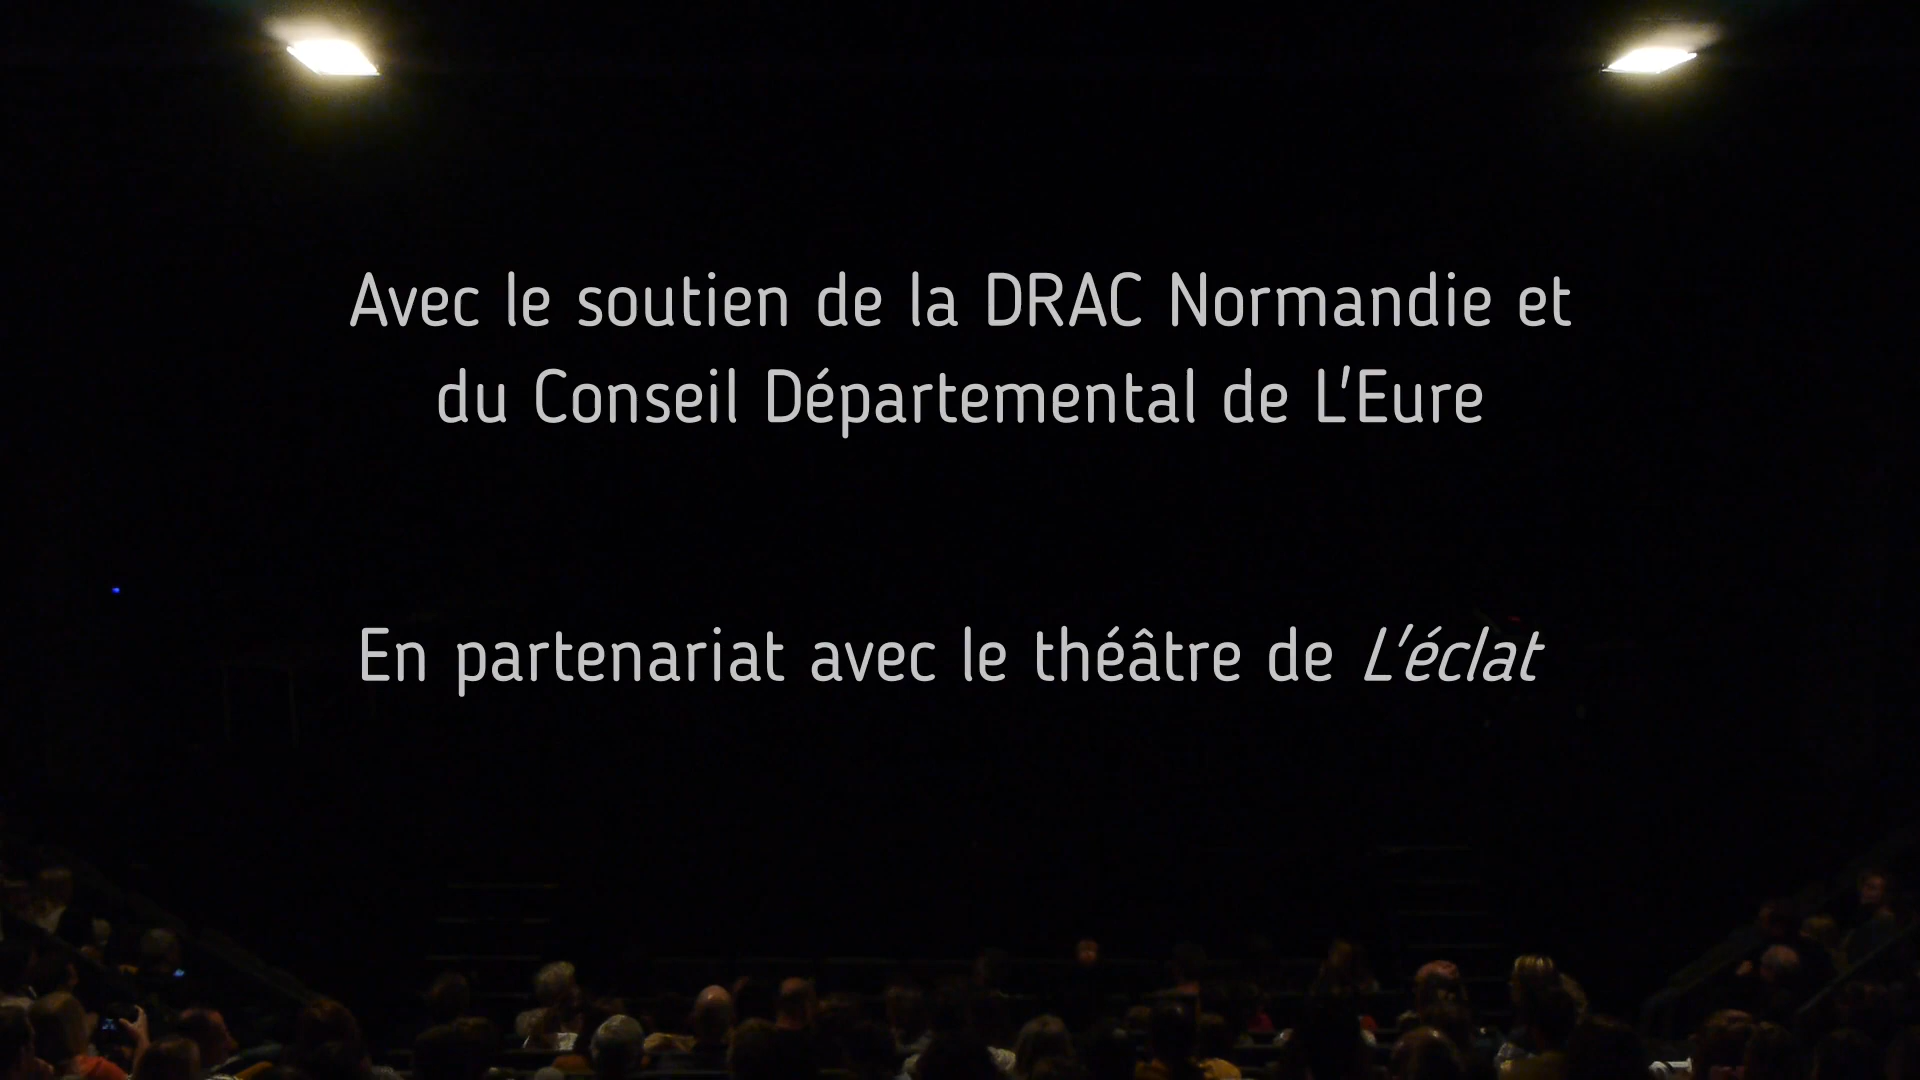 Avec le soutien de la DRAC Normandie et
du Conseil Départemental de L'Eure
En partenariat avec le théâtre de L'éclat